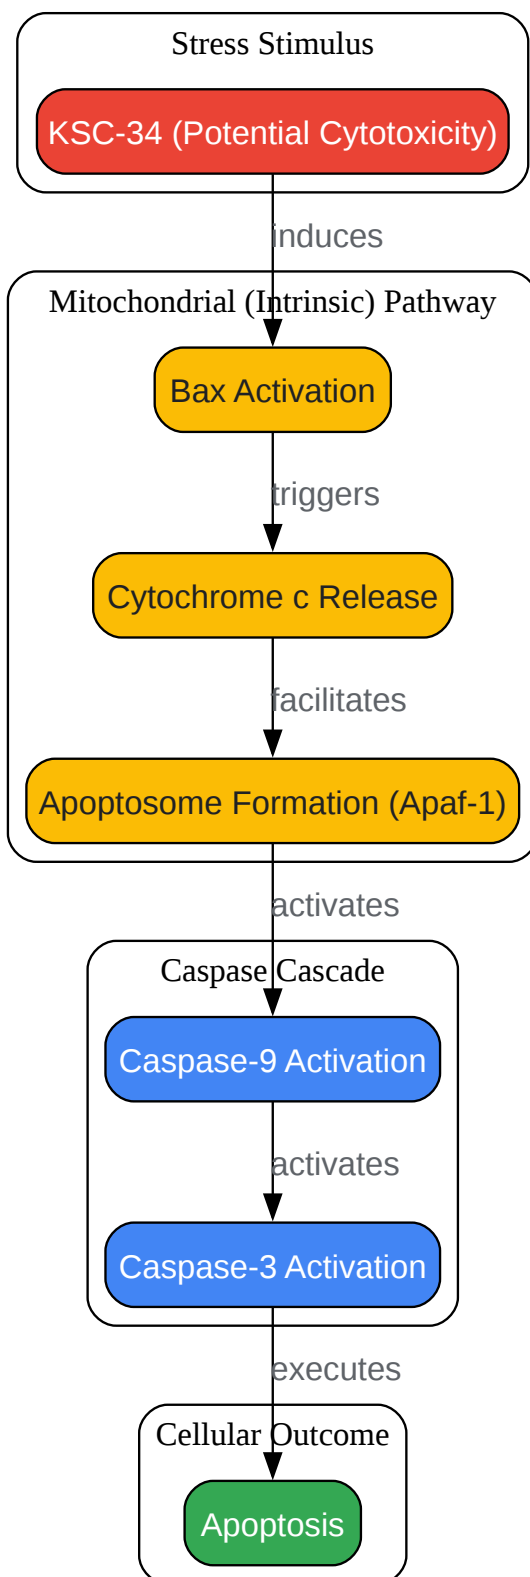 Stress Stimulus
KSC-34 (Potential Cytotoxicity)
induces
Mitochondrial (Intrinsic) Pathway
Bax Activation
triggers
Cytochrome c Release
facilitates
Apoptosome Formation (Apaf-1)
activates
Caspase Cascade
Caspase-9 Activation
activates
Caspase-3 Activation
executes
Cellular Outcome
Apoptosis